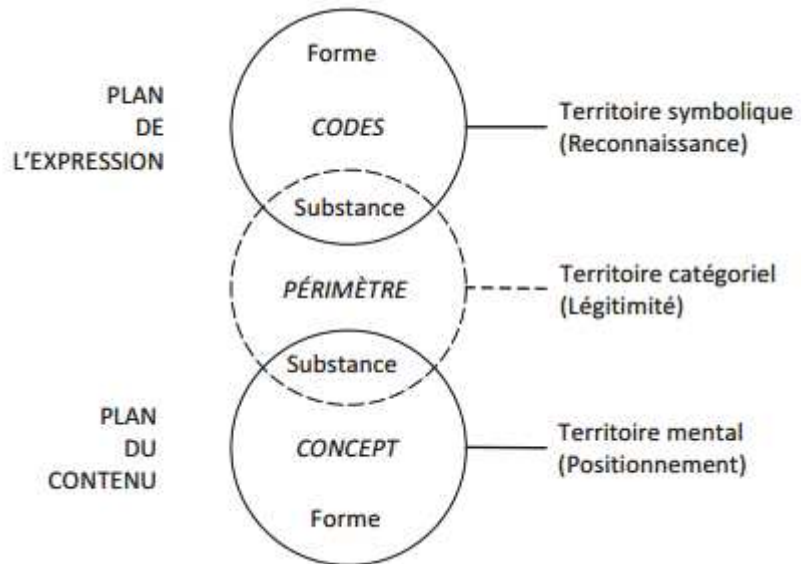 Forme
PLAN
DE
L'EXPRESSION
CODES
Territoire symbolique
(Reconnaissance)
Substance
PÉRIMÈTRE
Territoire catégoriel
(Légitimité)
Substance
PLAN
DU
CONTENU
CONCEPT
Territoire mental
(Positionnement)
Forme